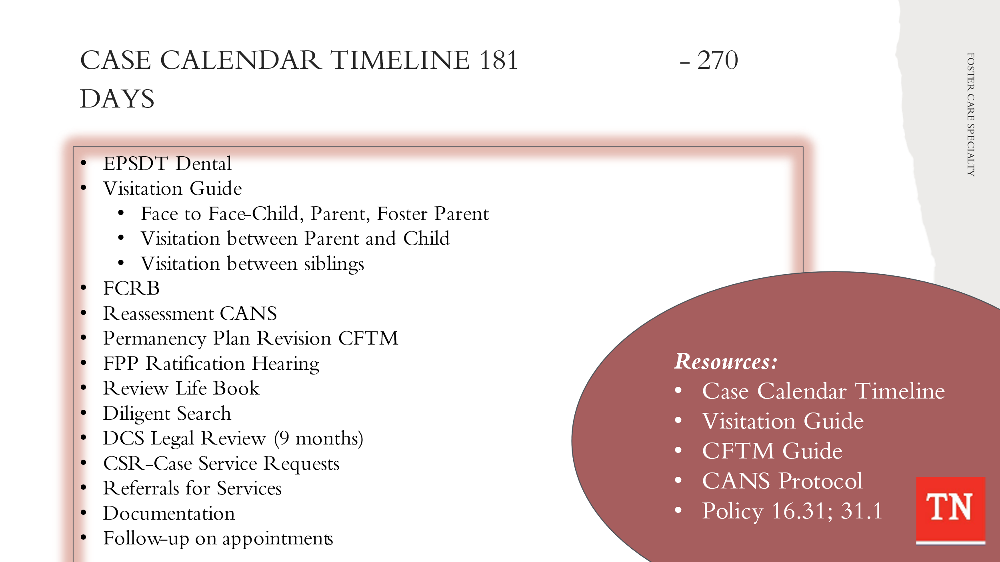 CASE CALENDAR TIMELINE 181 - 270
DAYS
FOSTER CARE SPECIALTY
• EPSDT Dental
• Visitation Guide
• Face to Face-Child, Parent, Foster Parent
• Visitation between Parent and Child
• Visitation between siblings
• FCRB
• Reassessment CANS
• Permanency Plan Revision CFTM
• FPP Ratification Hearing
• Review Life Book
• Diligent Search
• DCS Legal Review (9 months)
• CSR-Case Service Requests
• Referrals for Services
• Documentation
• Follow-up on appointments
Resources:
• Case Calendar Timeline
• Visitation Guide
• CFTM Guide
• CANS Protocol
• Policy 16.31; 31.1
TN